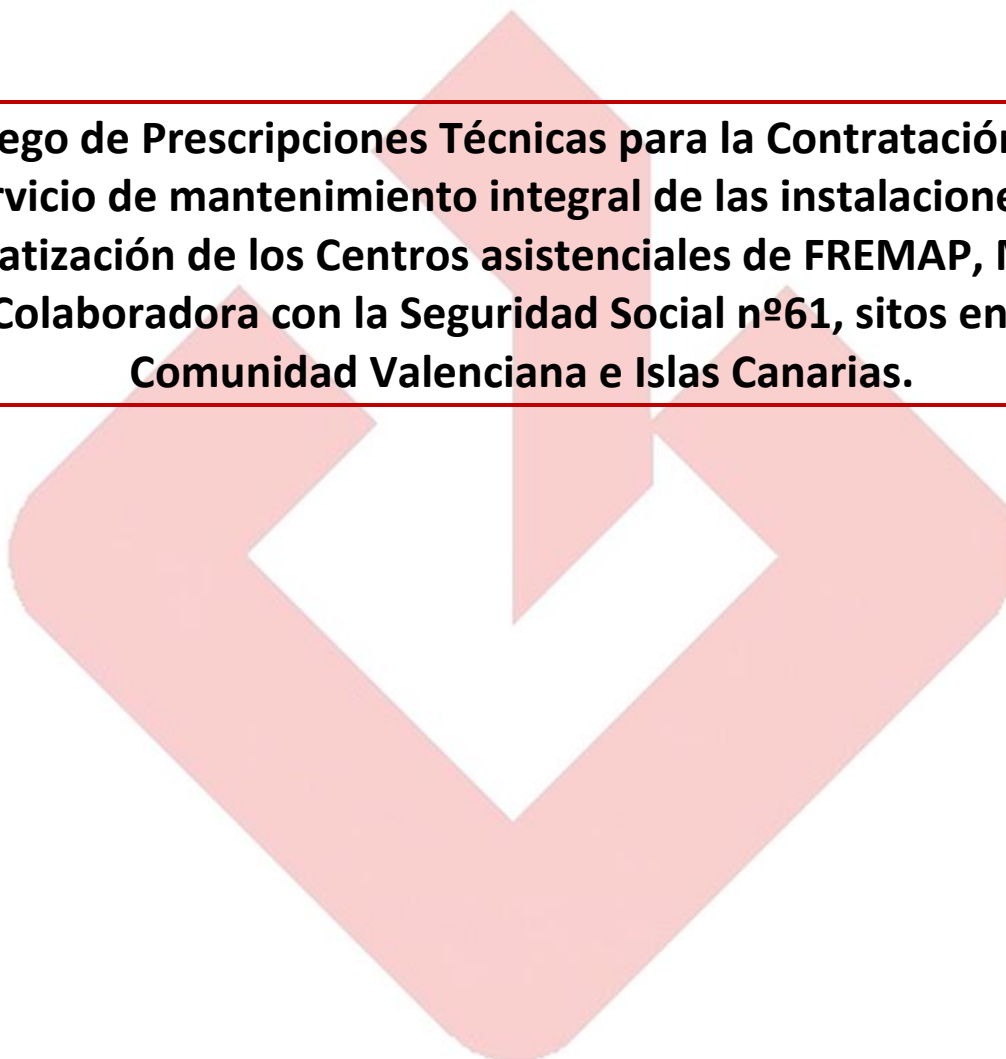 ego de Prescripciones Técnicas para la Contratación
rvicio de mantenimiento integral de las instalacione
atización de los Centros asistenciales de FREMAP,
Colaboradora con la Seguridad Social nº61, sitos en
Comunidad Valenciana e Islas Canarias.